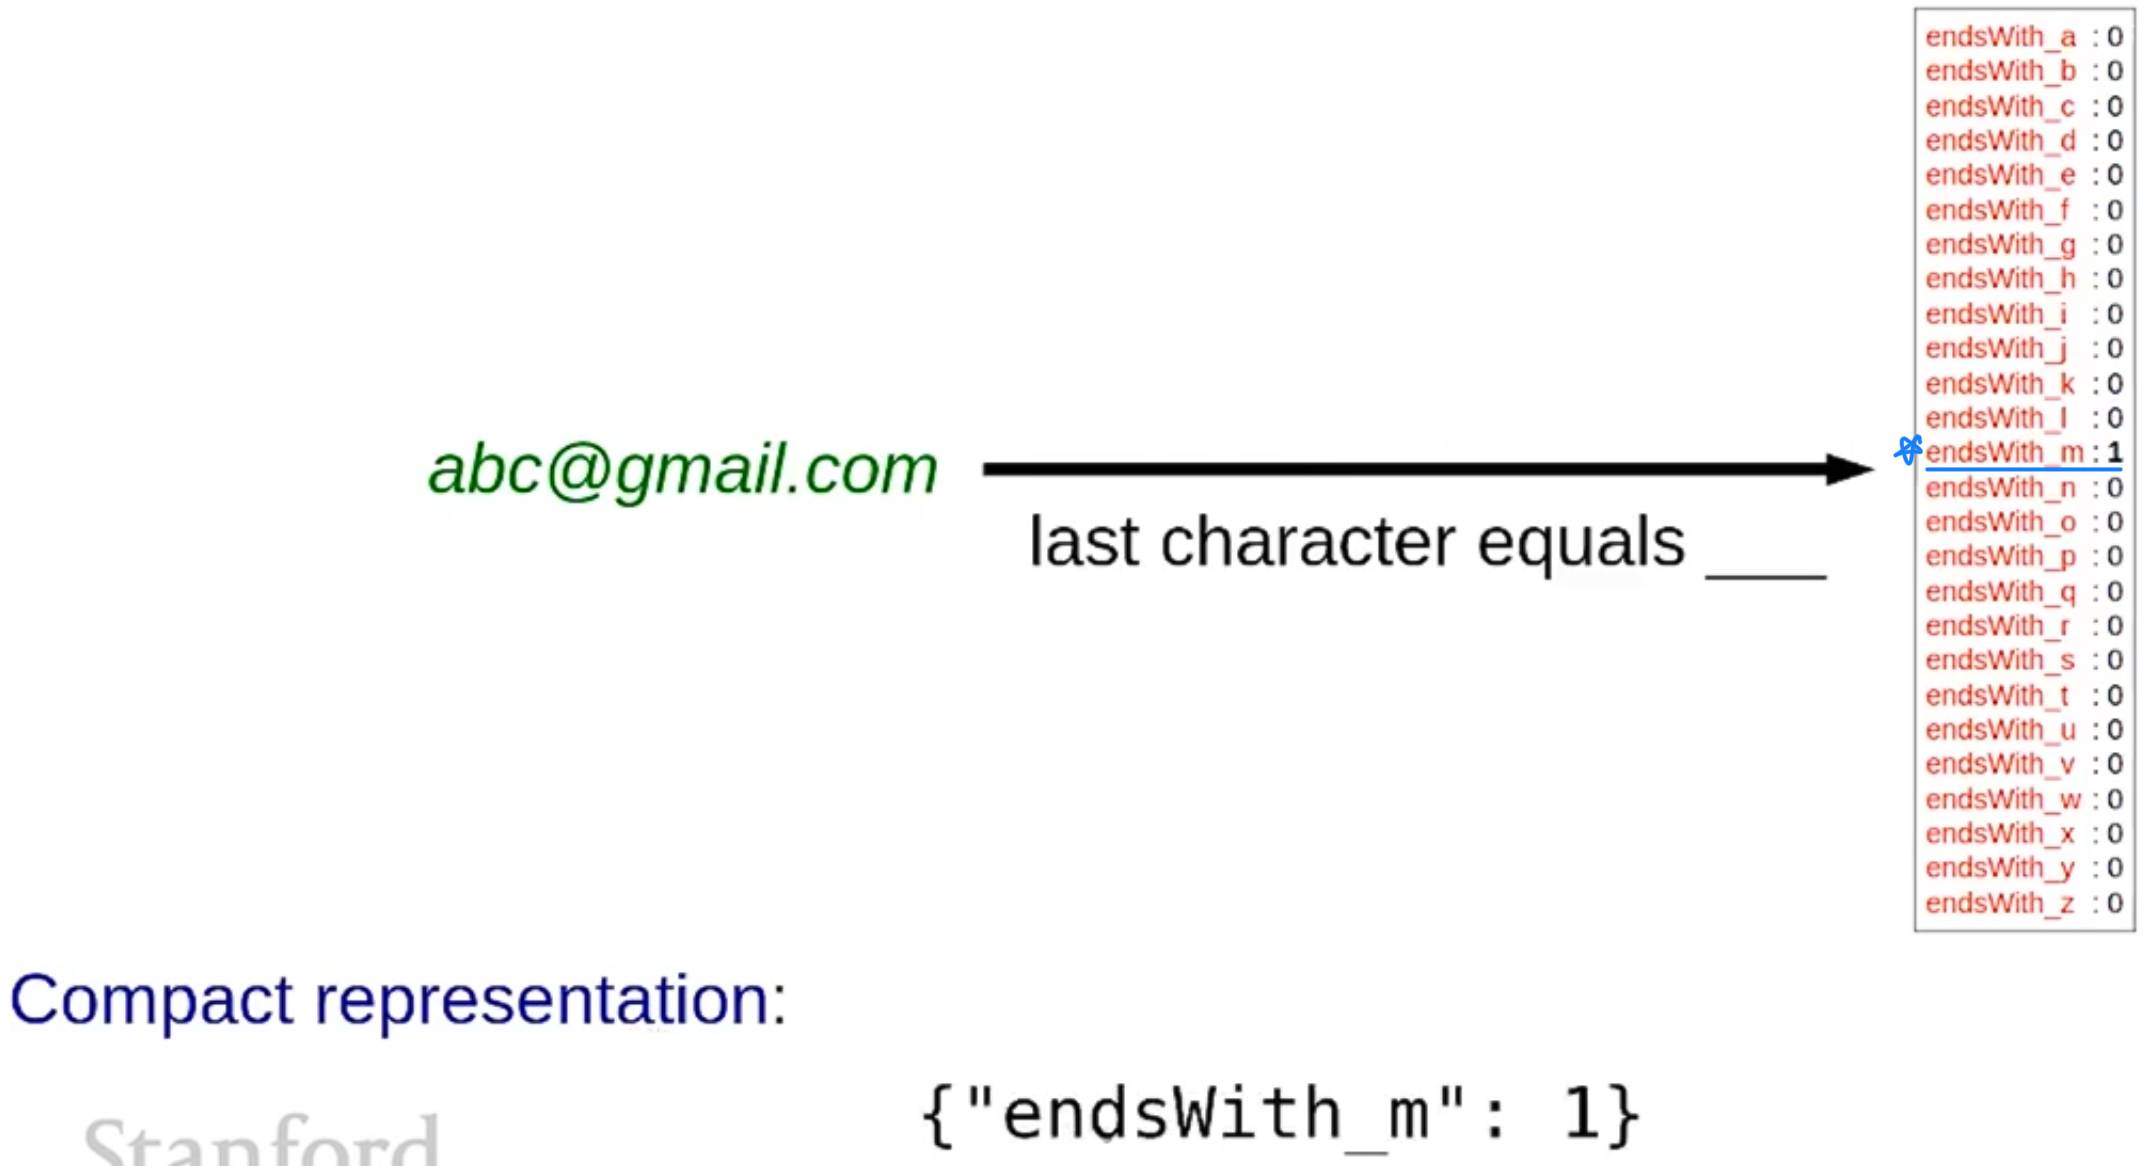 endsWith_a : 0
endsWith_b : 0
endsWith_c : 0
endsWith_d : 0
endsWith_e : 0
endsWith_f : 0
endsWith_g : 0
endsWith_h : 0
endsWith_i : 0
endsWith_j : 0
endsWith_k : 0
endsWith_l : 0
abc@gmail.com
endsWith_m : 1
last character equals ___
endsWith_n : 0
endsWith_o : 0
endsWith_p : 0
endsWith_q : 0
endsWith_r : 0
endsWith_s : 0
endsWith_t : 0
endsWith_u : 0
endsWith_v : 0
endsWith_w : 0
endsWith_x : 0
endsWith_y : 0
endsWith_z : 0
Compact representation:
{"endsWith_m": 1}
Stanford